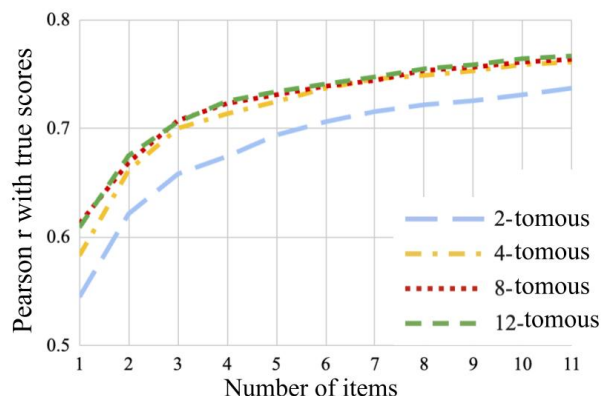 0.8
0.7
0.6
0.5
Pearson r with true scores
2-tomous
4-tomous
8-tomous
12-tomous
1 2 3 4 5 6 7 8 9 10 11
Number of items